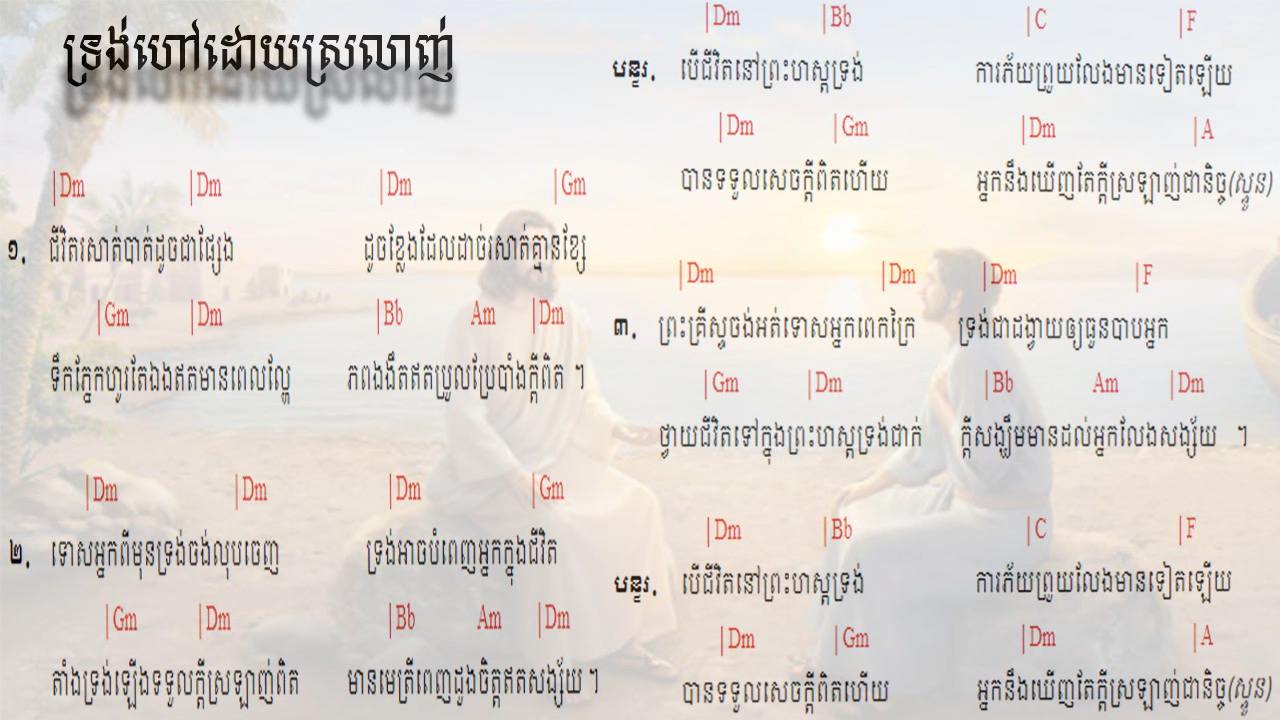 ទ្រង់ហៅដោយស្រលាញ់
|Dm |Dm |Dm |Gm
១. ជីវិតរសាត់បាត់ដូចជាផ្សែង ដូចខ្លែងដែលដាច់រសាត់គ្មានខ្សែ
|Gm |Dm |Bb Am |Dm
ទឹកភ្នែកហូរតែឯងឥតមានពេលល្ហែ ភពងងឹតឥតប្រួលប្រែបាំងក្ដីពិត ។
|Dm |Dm |Dm |Gm
២. ទោសអ្នកពីមុនទ្រង់ចង់លុបចេញ ទ្រង់អាចបំពេញអ្នកក្នុងជីវិត
|Gm |Dm |Bb Am |Dm
តាំងទ្រង់ឡើងទទួលក្ដីស្រឡាញ់ពិត មានមេត្រីពេញដួងចិត្តឥតសង្ស័យ ។
|Dm |Bb |C |F
បន្ទរ. បើជីវិតនៅព្រះហស្តទ្រង់ ការភ័យព្រួយលែងមានទៀតឡើយ
|Dm |Gm |Dm |A
បានទទួលសេចក្ដីពិតហើយ អ្នកនឹងឃើញតែក្ដីស្រឡាញ់ជានិច្ច(ស្ទួន)
|Dm |Dm |Dm |F
៣. ព្រះគ្រីស្ទចង់អត់ទោសអ្នកពេកក្រៃ ទ្រង់ជាដង្វាយឲ្យធួនបាបអ្នក
|Gm |Dm |Bb Am |Dm
ថ្វាយជីវិតទៅក្នុងព្រះហស្តទ្រង់ជាក់ ក្ដីសង្ឃឹមមានដល់អ្នកលែងសង្ស័យ ។
|Dm |Bb |C |F
បន្ទរ. បើជីវិតនៅព្រះហស្តទ្រង់ ការភ័យព្រួយលែងមានទៀតឡើយ
|Dm |Gm |Dm |A
បានទទួលសេចក្ដីពិតហើយ អ្នកនឹងឃើញតែក្ដីស្រឡាញ់ជានិច្ច(ស្ទួន)